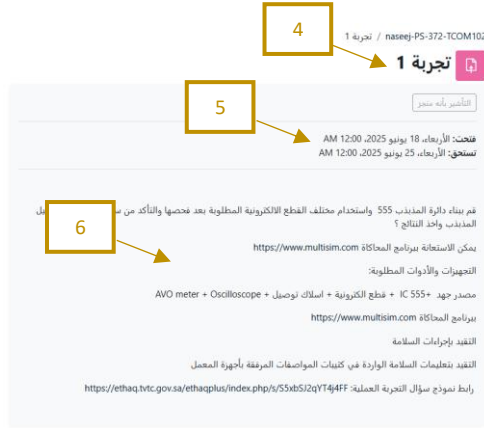 4
تجربة 1 / naseej-PS-372-TCOM102
تجربة 1
التأشير بأنه منجز
5
فتحت: الأربعاء، 18 يونيو 2025، 12:00 AM
تستحق: الأربعاء، 25 يونيو 2025، 12:00 AM
6
قم ببناء دائرة المذبذب 555 واستخدام مختلف القطع الالكترونية المطلوبة بعد فحصها والتأكد من
المذبذب واخذ النتائج ؟
يمكن الاستعانة ببرنامج المحاكاة https://www.multisim.com
التجهيزات والأدوات المطلوبة:
مصدر جهد +IC 555 + قطع الكترونية + اسلاك توصيل + AVO meter + Oscilloscope
ببرنامج المحاكاة https://www.multisim.com
التقيد بإجراءات السلامة
التقيد بتعليمات السلامة الواردة في كتيبات المواصفات المرفقة بأجهزة المعمل
رابط نموذج سؤال التجربة العملية: https://ethaq.tvtc.gov.sa/ethaqplus/index.php/s/S5xbSJ2qYT4j4FF